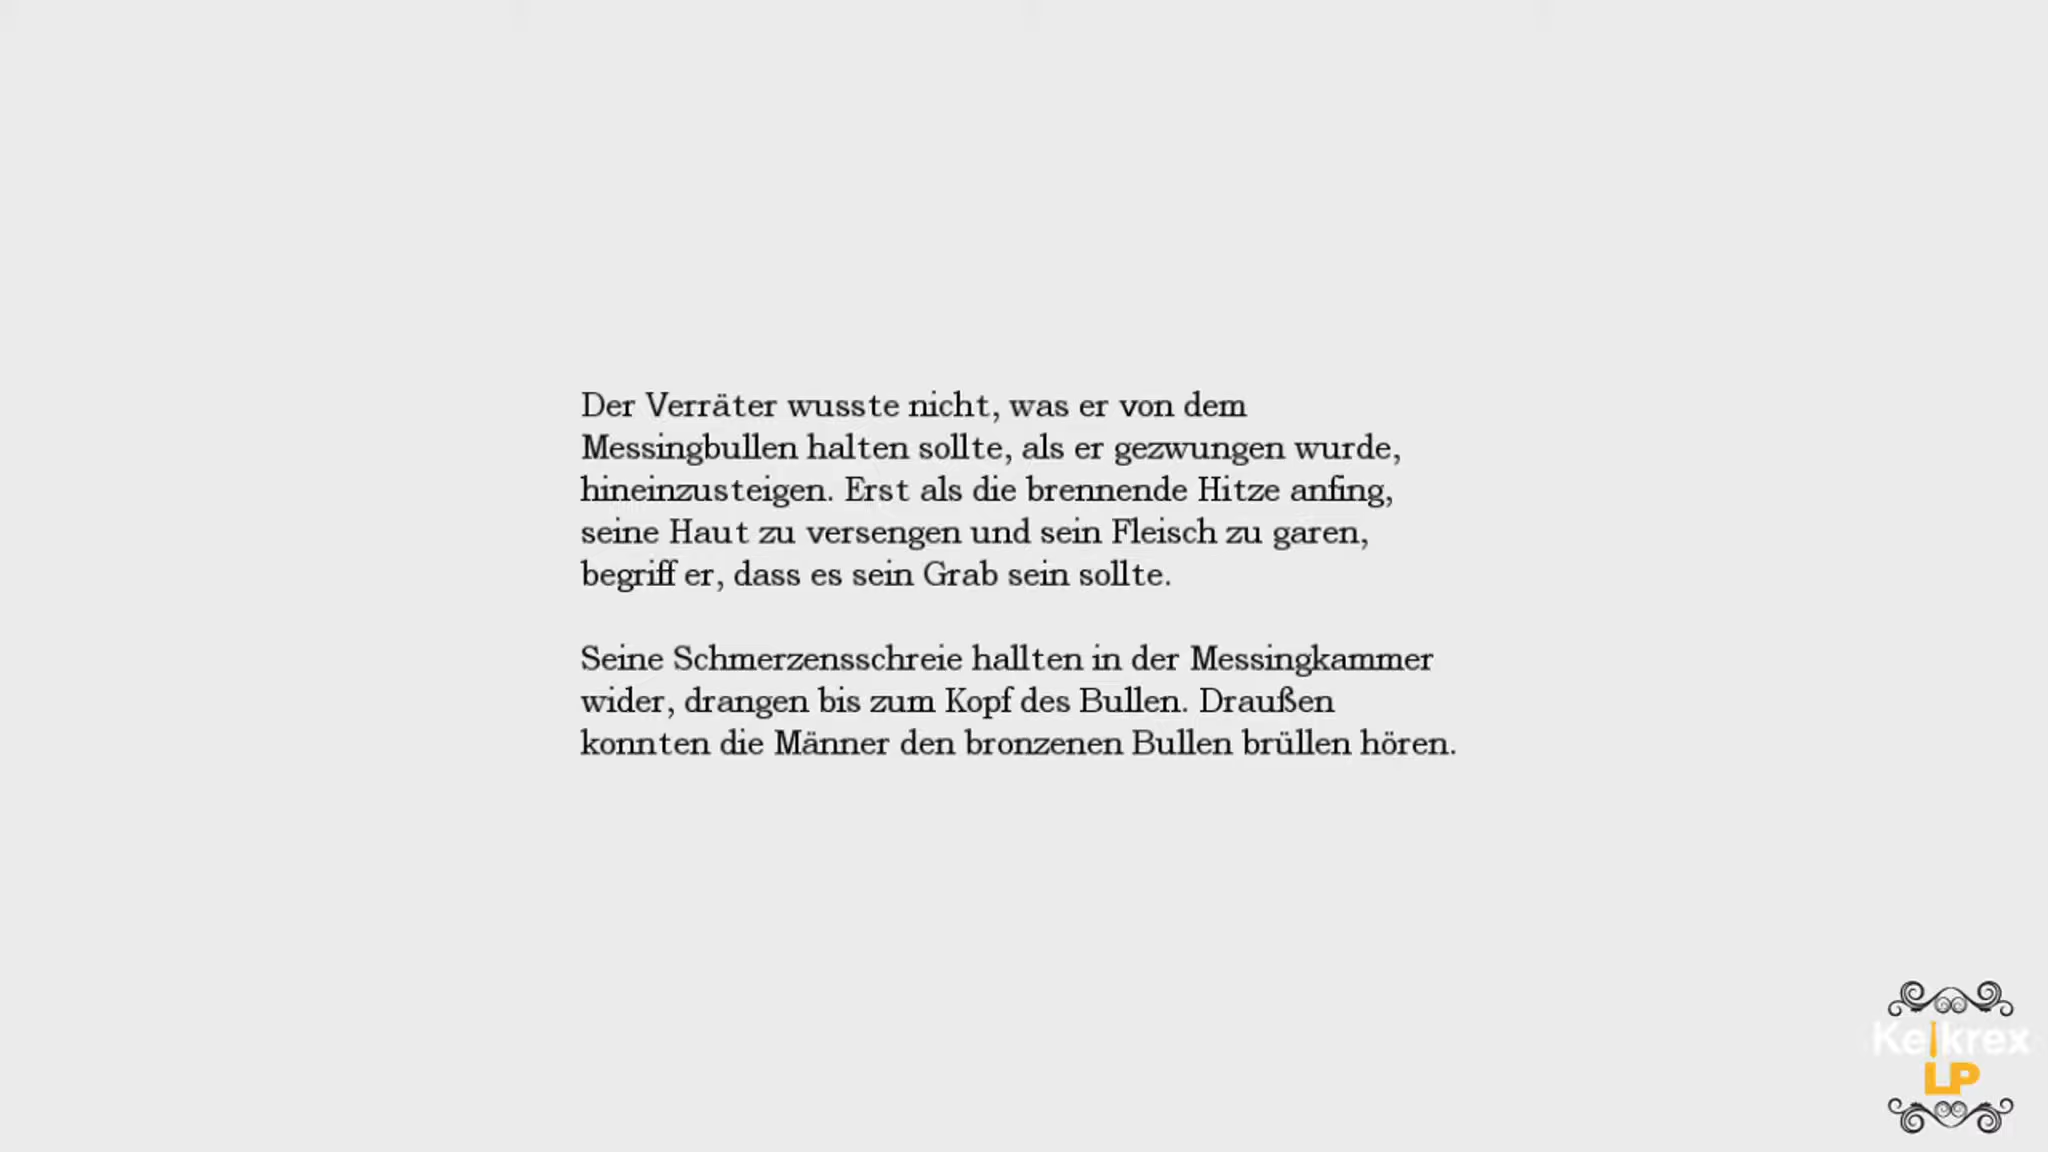 Der Verräter wusste nicht, was er von dem
Messingbullen halten sollte, als er gezwungen wurde,
hineinzusteigen. Erst als die brennende Hitze anfing,
seine Haut zu versengen und sein Fleisch zu garen,
begriff er, dass es sein Grab sein sollte.
Seine Schmerzensschreie hallten in der Messingkammer
wider, drangen bis zum Kopf des Bullen. Draußen
konnten die Männer den bronzenen Bullen brüllen hören.
Kelkrex
LP